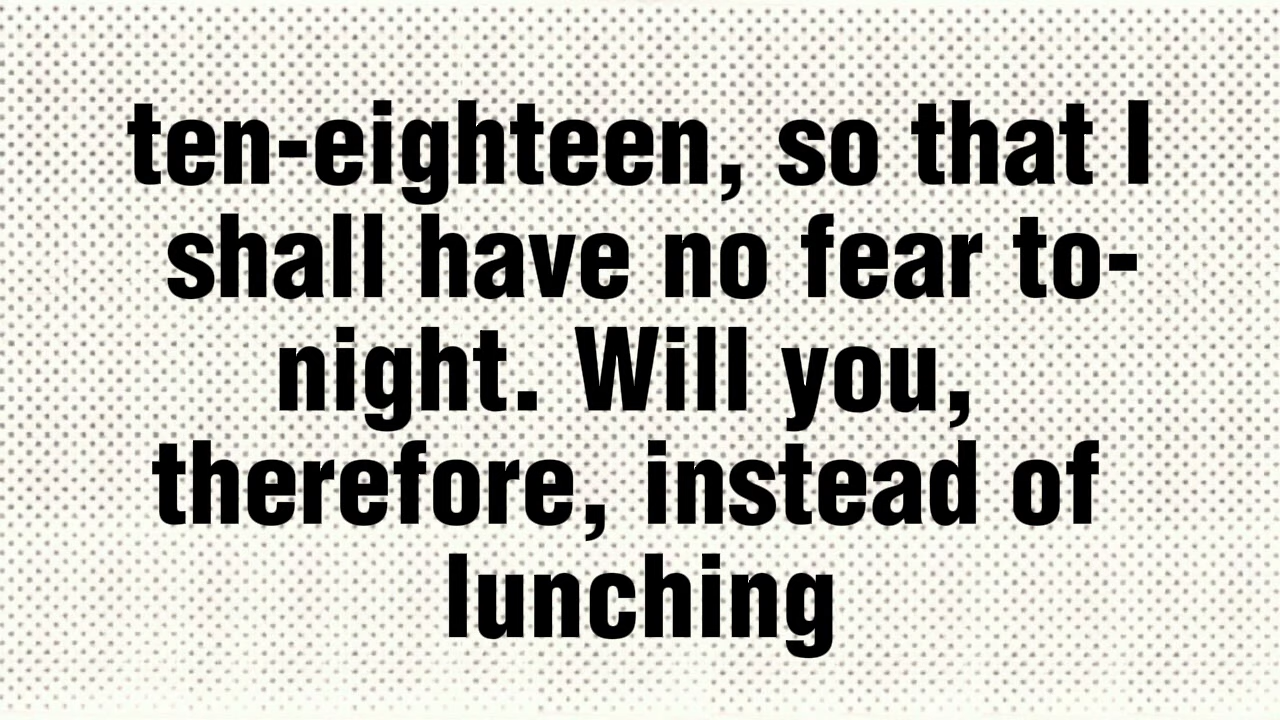 ten-eighteen, so that I
shall have no fear to-
night. Will you,
therefore, instead of
lunching